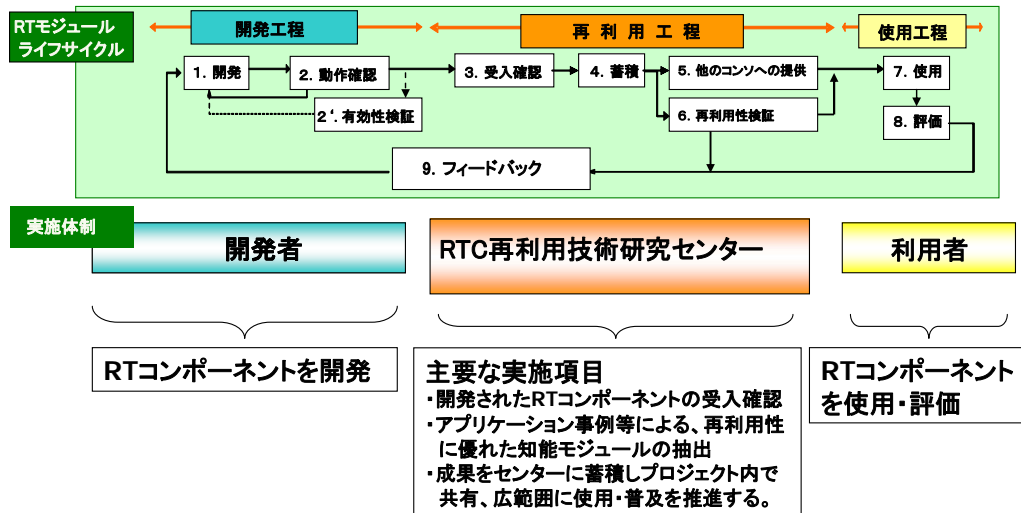 RTモジュール
ライフサイクル
開発工程
再利用工程
使用工程
1. 開発
2. 動作確認
3. 受入確認
4. 蓄積
5. 他のコンソへの提供
7. 使用
2'. 有効性検証
6. 再利用性検証
8. 評価
9. フィードバック
実施体制
開発者
RTC再利用技術研究センター
利用者
RTコンポーネントを開発
主要な実施項目
・開発されたRTコンポーネントの受入確認
・アプリケーション事例等による、再利用性
に優れた知能モジュールの抽出
・成果をセンターに蓄積しプロジェクト内で
共有、広範囲に使用・普及を推進する。
RTコンポーネント
を使用・評価